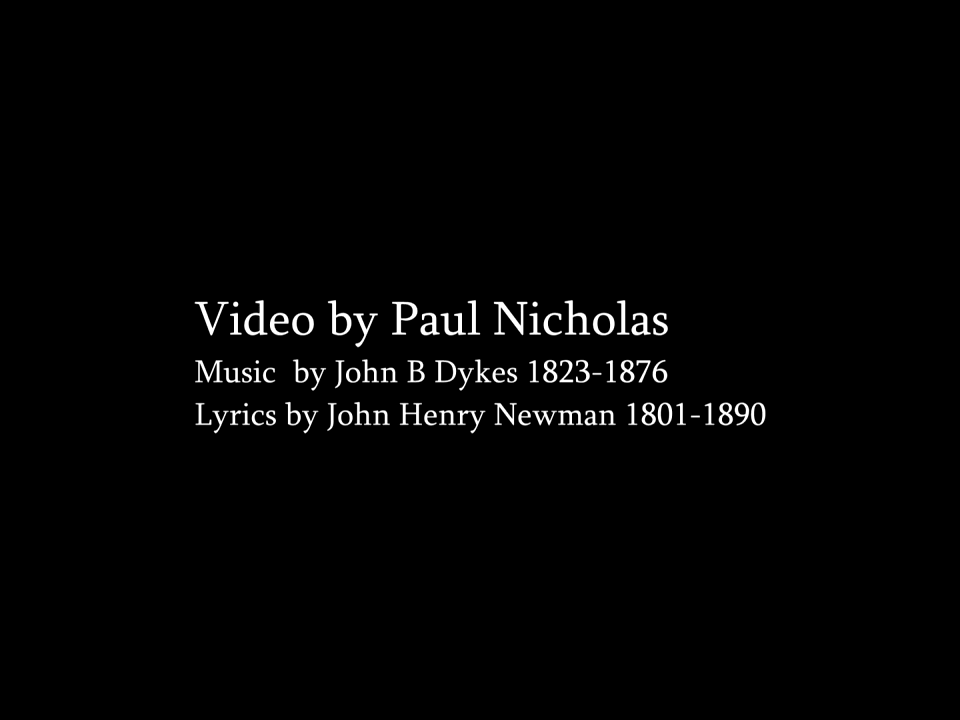 Video by Paul Nicholas
Music  by John B Dykes 1823-1876
Lyrics by John Henry Newman 1801-1890